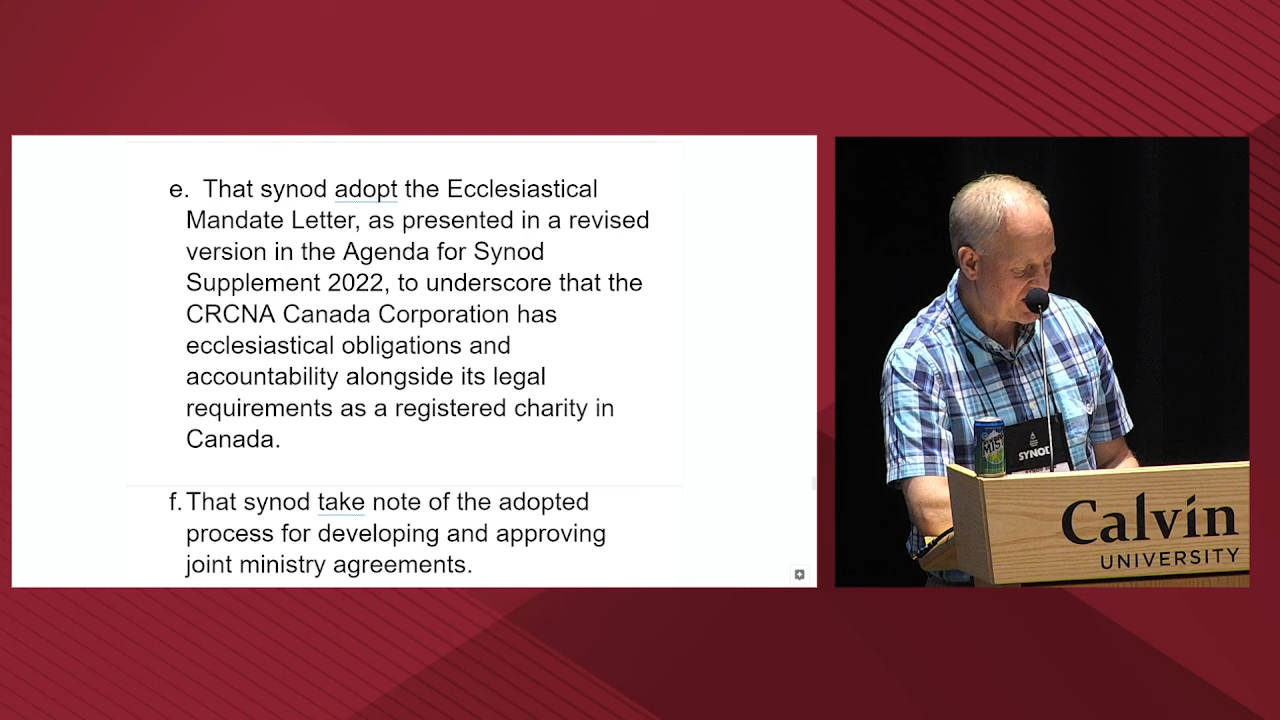 e. That synod adopt the Ecclesiastical
Mandate Letter, as presented in a revised
version in the Agenda for Synod
Supplement 2022, to underscore that the
CRCNA Canada Corporation has
ecclesiastical obligations and
accountability alongside its legal
requirements as a registered charity in
Canada.
f. That synod take note of the adopted
process for developing and approving
joint ministry agreements.
MIST
SYNOD
Calvin
UNIVERSITY